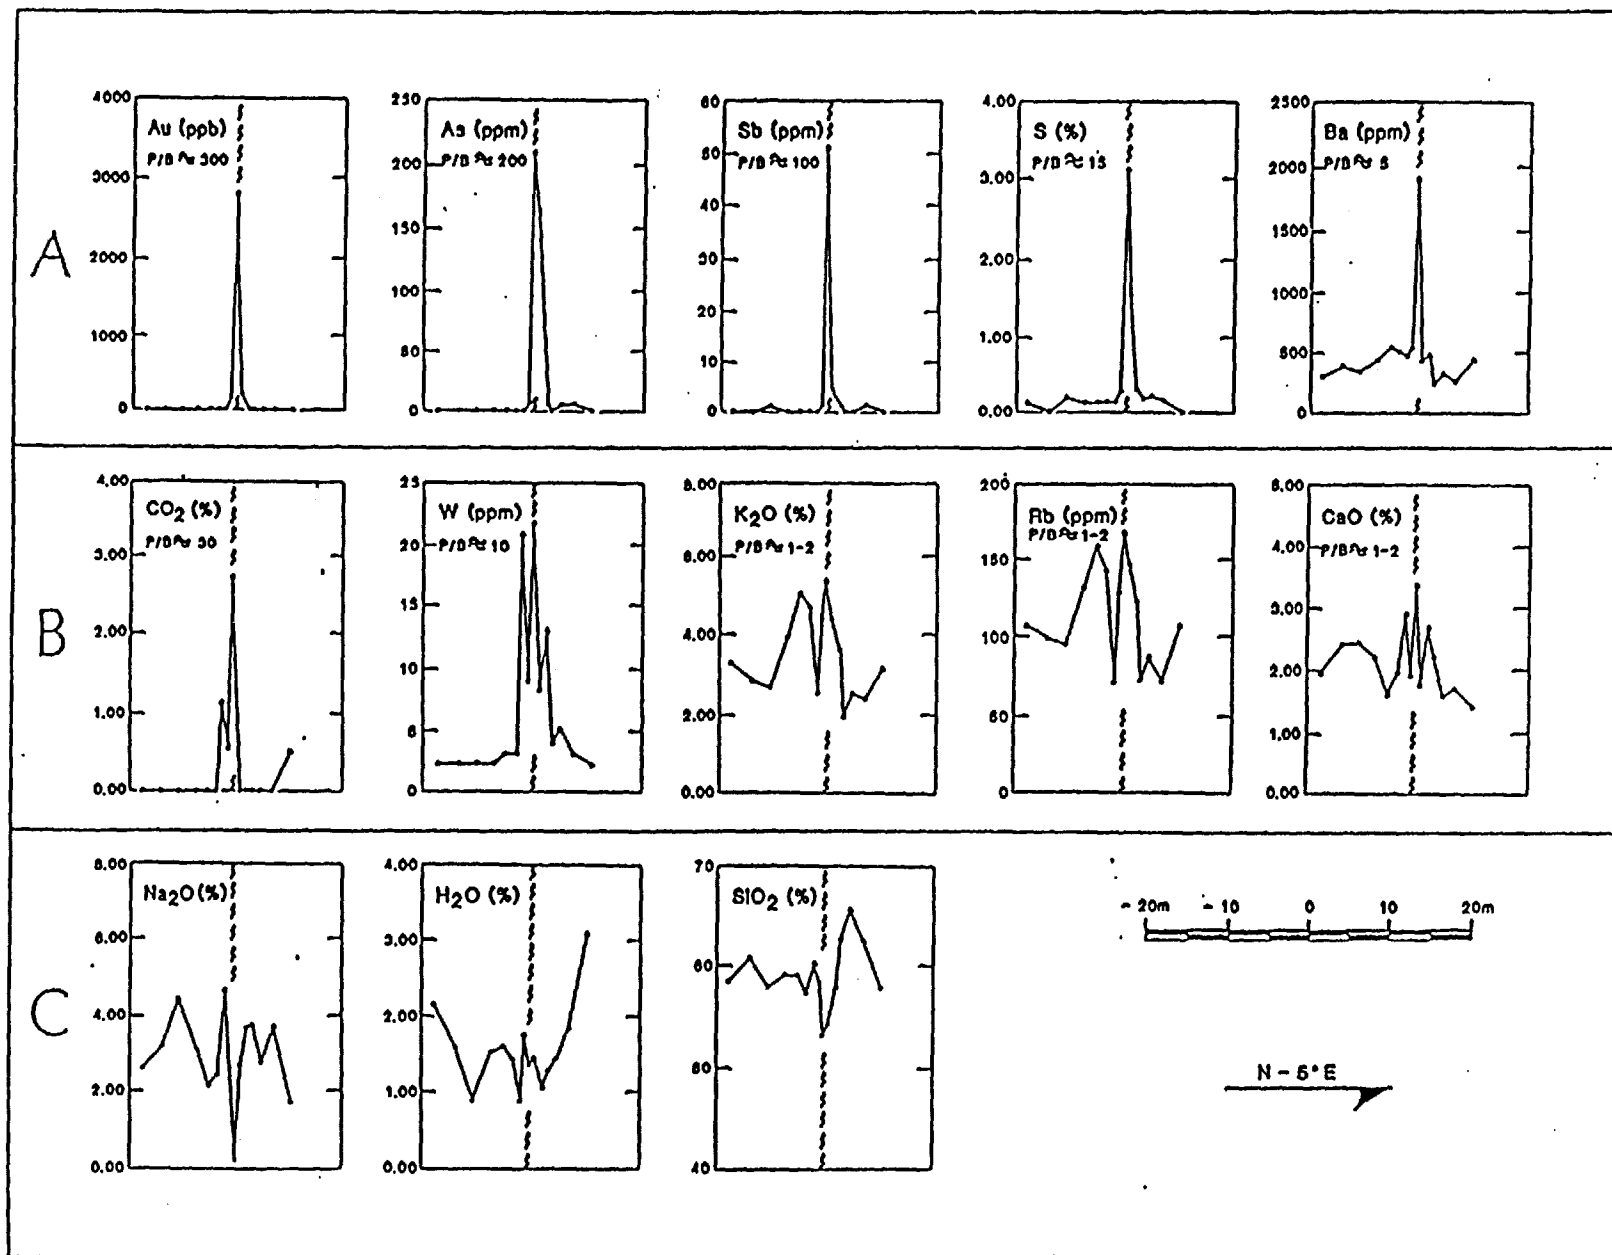 A
Au (ppb)
P/B ≈ 300
4000
3000
2000
1000
0
As (ppm)
P/B ≈ 200
250
200
150
100
50
0
Sb (ppm)
P/B ≈ 100
60
50
40
30
20
10
0
S (%)
P/B ≈ 15
4.00
3.00
2.00
1.00
0.00
Ba (ppm)
P/B ≈ 5
2500
2000
1500
1000
500
0
B
CO₂ (%)
P/B ≈ 30
4.00
3.00
2.00
1.00
0.00
W (ppm)
P/B ≈ 10
25
20
15
10
5
0
K₂O (%)
P/B ≈ 1-2
8.00
6.00
4.00
2.00
0.00
Rb (ppm)
P/B ≈ 1-2
200
150
100
50
0
CaO (%)
P/B ≈ 1-2
5.00
4.00
3.00
2.00
1.00
0.00
C
Na₂O (%)
8.00
6.00
4.00
2.00
0.00
H₂O (%)
4.00
3.00
2.00
1.00
0.00
SiO₂ (%)
70
60
50
40
- 20m - 10 0 10 20m
N - 5° E